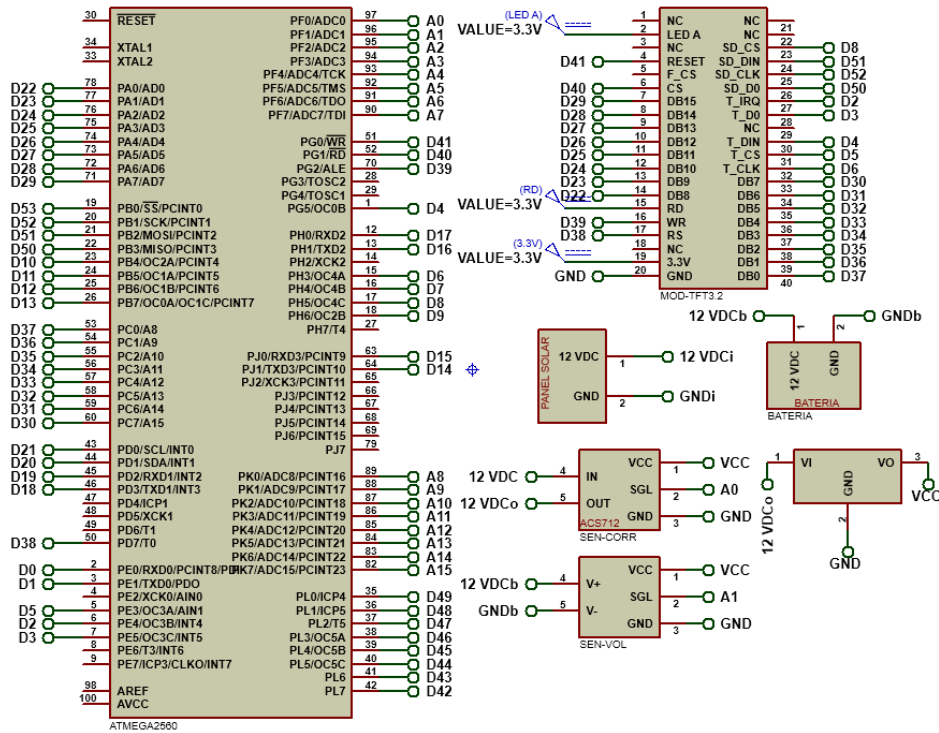 30 RESET PF0/ADC0 97 A0
PF1/ADC1 96 A1
34 XTAL1 PF2/ADC2 95 A2
33 XTAL2 PF3/ADC3 94 A3
PF4/ADC4/TCK 93 A4
D22 78 PA0/AD0 PF5/ADC5/TMS 92 A5
D23 77 PA1/AD1 PF6/ADC6/TDO 91 A6
D24 76 PA2/AD2 PF7/ADC7/TDI 90 A7
D25 75 PA3/AD3
D26 74 PA4/AD4 PG0/WR 51 D41
D27 73 PA5/AD5 PG1/RD 52 D40
D28 72 PA6/AD6 PG2/ALE 70 D39
D29 71 PA7/AD7 PG3/TOSC2 28
PG4/TOSC1 29
D53 19 PB0/SS/PCINT0 PG5/OC0B 1 D4
D52 20 PB1/SCK/PCINT1
D51 21 PB2/MOSI/PCINT2 PH0/RXD2 12 D17
D50 22 PB3/MISO/PCINT3 PH1/TXD2 13 D16
D10 23 PB4/OC2A/PCINT4 PH2/XCK2 14
D11 24 PB5/OC1A/PCINT5 PH3/OC4A 15 D6
D12 25 PB6/OC1B/PCINT6 PH4/OC4B 16 D7
D13 26 PB7/OC0A/OC1C/PCINT7 PH5/OC4C 17 D8
PH6/OC2B 18 D9
D37 53 PC0/A8 PH7/T4 27
D36 54 PC1/A9
D35 55 PC2/A10 PJ0/RXD3/PCINT9 63 D15
D34 56 PC3/A11 PJ1/TXD3/PCINT10 64 D14
D33 57 PC4/A12 PJ2/XCK3/PCINT11 65
D32 58 PC5/A13 PJ3/PCINT12 66
D31 59 PC6/A14 PJ4/PCINT13 67
D30 60 PC7/A15 PJ5/PCINT14 68
PJ6/PCINT15 69
D21 43 PD0/SCL/INT0 PJ7 79
D20 44 PD1/SDA/INT1
D19 45 PD2/RXD1/INT2 PK0/ADC8/PCINT16 89 A8
D18 46 PD3/TXD1/INT3 PK1/ADC9/PCINT17 88 A9
47 PD4/ICP1 PK2/ADC10/PCINT18 87 A10
48 PD5/XCK1 PK3/ADC11/PCINT19 86 A11
49 PD6/T1 PK4/ADC12/PCINT20 85 A12
D38 50 PD7/T0 PK5/ADC13/PCINT21 84 A13
PK6/ADC14/PCINT22 83 A14
D0 2 PE0/RXD0/PCINT8/PDI PK7/ADC15/PCINT23 82 A15
D1 3 PE1/TXD0/PDO
4 PE2/XCK0/AIN0 PL0/ICP4 35 D49
D5 5 PE3/OC3A/AIN1 PL1/ICP5 36 D48
D2 6 PE4/OC3B/INT4 PL2/T5 37 D47
D3 7 PE5/OC3C/INT5 PL3/OC5A 38 D46
8 PE6/T3/INT6 PL4/OC5B 39 D45
9 PE7/ICP3/CLKO/INT7 PL5/OC5C 40 D44
PL6 41 D43
98 AREF PL7 42 D42
100 AVCC
ATMEGA2560
(LED A)
VALUE=3.3V
1 NC NC 21
2 LED A NC
3 NC SD_CS 22 D8
D41 4 RESET SD_DIN 23 D51
5 F_CS SD_CLK 24 D52
D40 6 CS SD_D0 25 D50
D29 7 DB15 T_IRQ 26 D2
D28 8 DB14 T_D0 27 D3
D27 9 DB13 NC 28
D26 10 DB12 T_DIN 29 D4
D25 11 DB11 T_CS 30 D5
D24 12 DB10 T_CLK 31 D6
D23 13 DB9 DB7 32 D30
D22 14 DB8 DB6 33 D31
(RD)
VALUE=3.3V 15 RD DB5 34 D32
D39 16 WR DB4 35 D33
D38 17 RS DB3 36 D34
(3.3V)
18 NC DB2 37 D35
VALUE=3.3V 19 3.3V DB1 38 D36
GND 20 GND DB0 39 D37
40
MOD-TFT3.2
PANEL SOLAR
12 VDC 1 12 VDCi
GND 2 GNDi
12 VDCb 1 2 GNDb
12 VDC GND
BATERIA
BATERIA
12 VDC 4 IN VCC 1 VCC
SGL 2 A0
12 VDCo 5 OUT
GND 3 GND
ACS712
SEN-CORR
1 VI VO 3
GND
2
12 VDCo
VCC
GND
12 VDCb 4 V+ VCC 1 VCC
SGL 2 A1
GNDb 5 V-
GND 3 GND
SEN-VOL